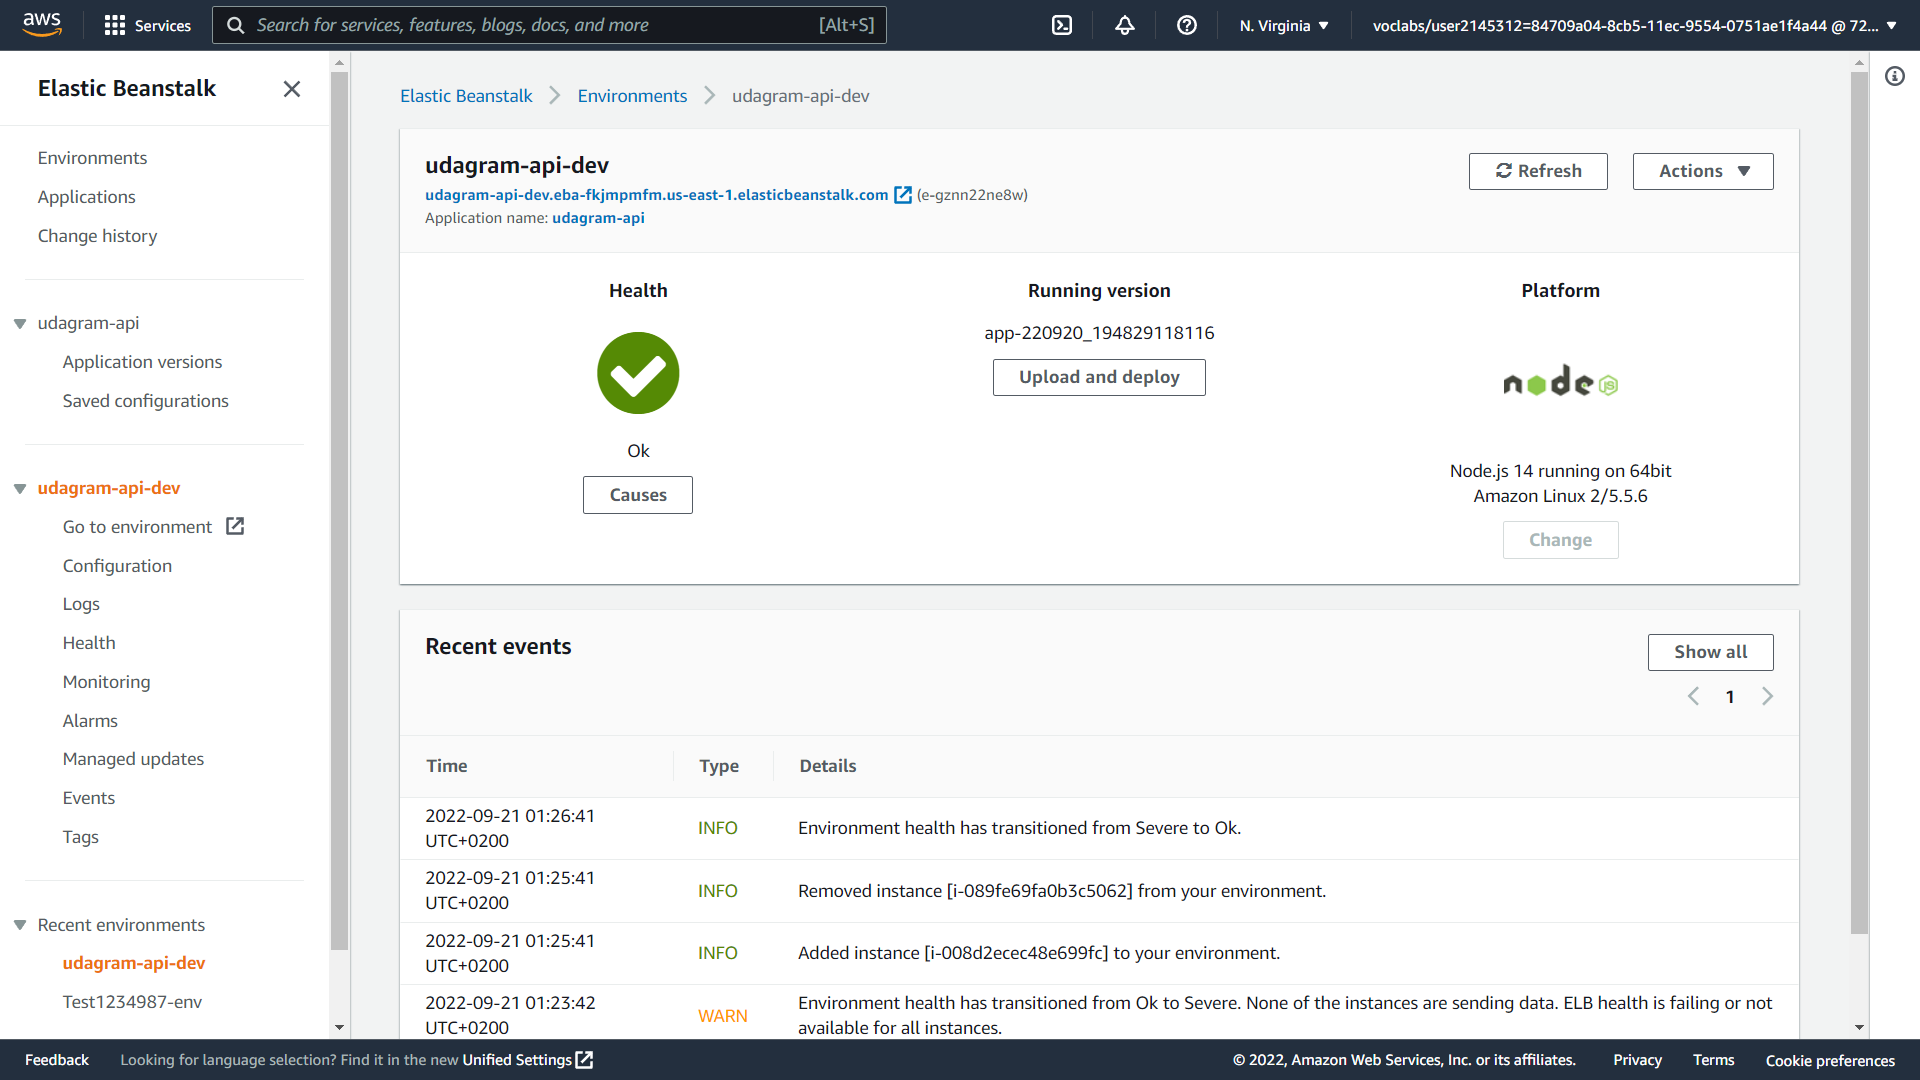 aws
Services
Search for services, features, blogs, docs, and more
[Alt+S]
N. Virginia
voclabs/user2145312=84709a04-8cb5-11ec-9554-0751ae1f4a44 @ 72...
Elastic Beanstalk
Environments
Applications
Change history
udagram-api
Application versions
Saved configurations
udagram-api-dev
Go to environment
Configuration
Logs
Health
Monitoring
Alarms
Managed updates
Events
Tags
Recent environments
udagram-api-dev
Test1234987-env
Elastic Beanstalk
Environments
udagram-api-dev
udagram-api-dev
udagram-api-dev.eba-fkjmpmfm.us-east-1.elasticbeanstalk.com (e-gznn22ne8w)
Application name: udagram-api
Refresh
Actions
Health
Ok
Causes
Running version
app-220920_194829118116
Upload and deploy
Platform
node
JS
Node.js 14 running on 64bit
Amazon Linux 2/5.5.6
Change
Recent events
Show all
1
Time
Type
Details
2022-09-21 01:26:41
UTC+0200
INFO
Environment health has transitioned from Severe to Ok.
2022-09-21 01:25:41
UTC+0200
INFO
Removed instance [i-089fe69fa0b3c5062] from your environment.
2022-09-21 01:25:41
UTC+0200
INFO
Added instance [i-008d2ecec48e699fc] to your environment.
2022-09-21 01:23:42
UTC+0200
WARN
Environment health has transitioned from Ok to Severe. None of the instances are sending data. ELB health is failing or not
available for all instances.
Feedback
Looking for language selection? Find it in the new Unified Settings
© 2022, Amazon Web Services, Inc. or its affiliates.
Privacy
Terms
Cookie preferences